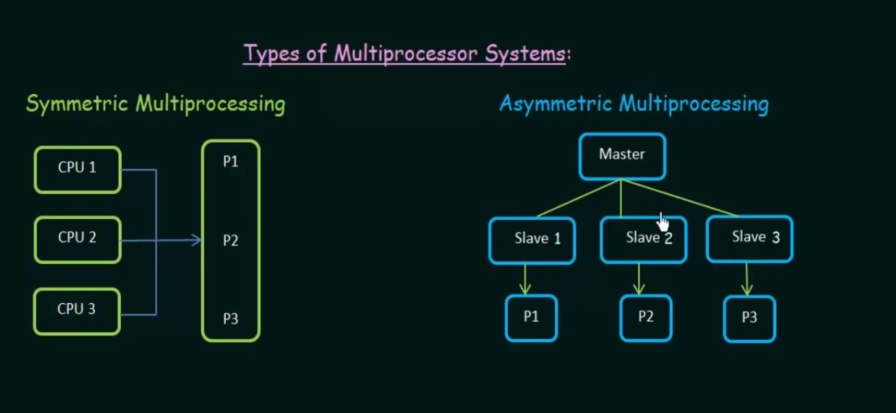 Types of Multiprocessor Systems:
Symmetric Multiprocessing
CPU 1
CPU 2
CPU 3
P1
P2
P3
Asymmetric Multiprocessing
Master
Slave 1
Slave 2
Slave 3
P1
P2
P3